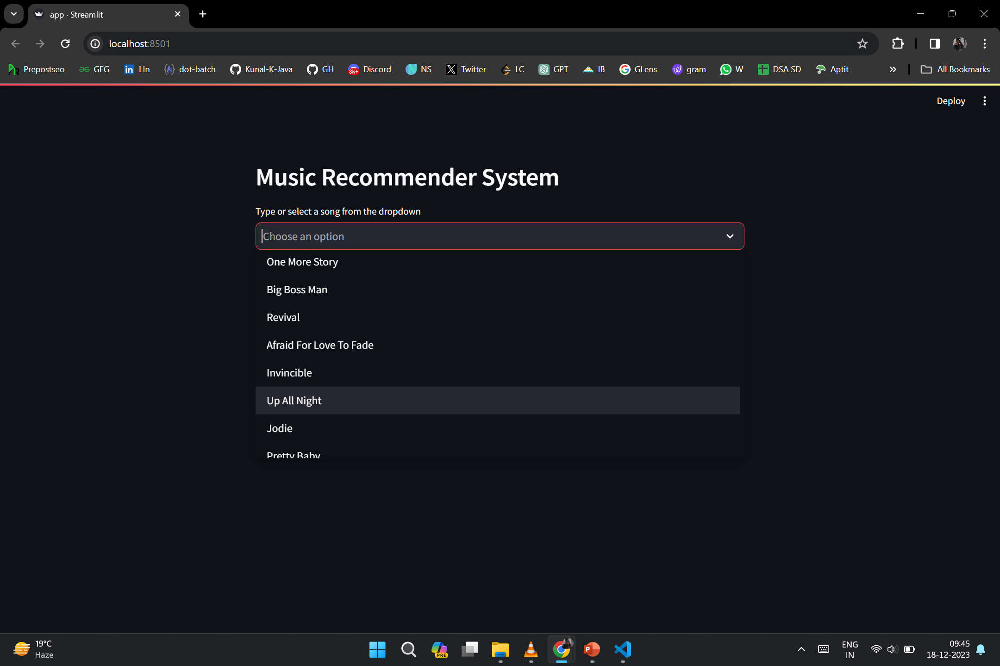 app · Streamlit
localhost:8501
Prepostseo GFG LIn dot-batch Kunal-K-Java GH 3k+ Discord NS Twitter LC GPT IB GLens gram W DSA SD Aptit All Bookmarks
Deploy
Music Recommender System
Type or select a song from the dropdown
Choose an option
One More Story
Big Boss Man
Revival
Afraid For Love To Fade
Invincible
Up All Night
Jodie
Pretty Baby
19°C
Haze
PRE
P
ENG
IN
09:45
18-12-2023